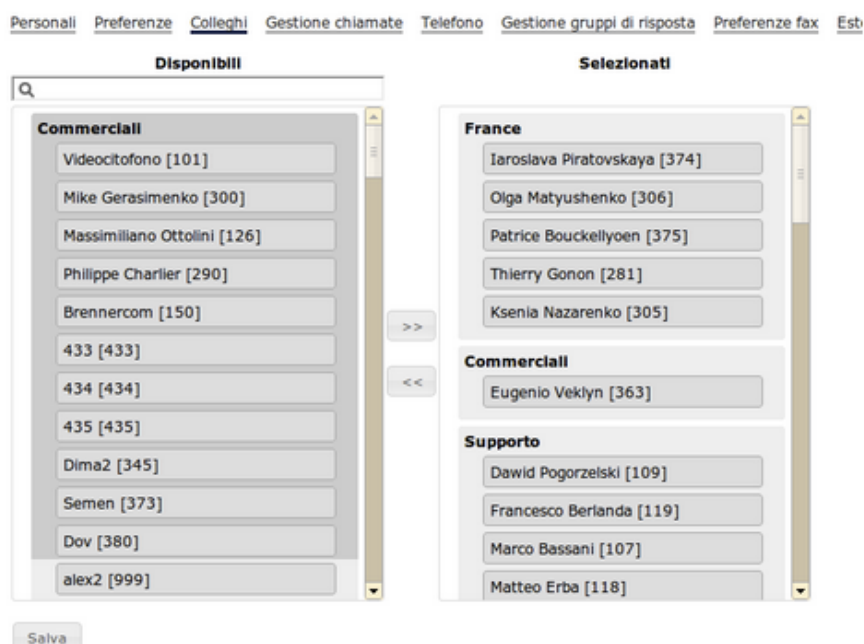 Personali Preferenze Colleghi Gestione chiamate Telefono Gestione gruppi di risposta Preferenze fax
Disponibili
Commerciali
Videocitofono [101]
Mike Gerasimenko [300]
Massimiliano Ottolini [126]
Philippe Charlier [290]
Brennercom [150]
433 [433]
434 [434]
435 [435]
Dima2 [345]
Semen [373]
Dov [380]
alex2 [999]
>>
<<
Selezionati
France
Iaroslava Piratovskaya [374]
Olga Matyushenko [306]
Patrice Bouckellyoen [375]
Thierry Gonon [281]
Ksenia Nazarenko [305]
Commerciali
Eugenio Veklyn [363]
Supporto
Dawid Pogorzelski [109]
Francesco Berlanda [119]
Marco Bassani [107]
Matteo Erba [118]
Salva